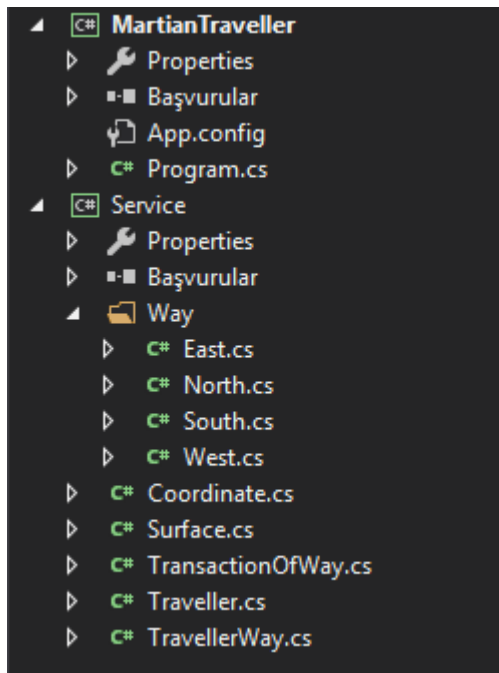 C# MartianTraveller
Properties
Başvurular
App.config
C# Program.cs
C# Service
Properties
Başvurular
Way
C# East.cs
C# North.cs
C# South.cs
C# West.cs
C# Coordinate.cs
C# Surface.cs
C# TransactionOfWay.cs
C# Traveller.cs
C# TravellerWay.cs